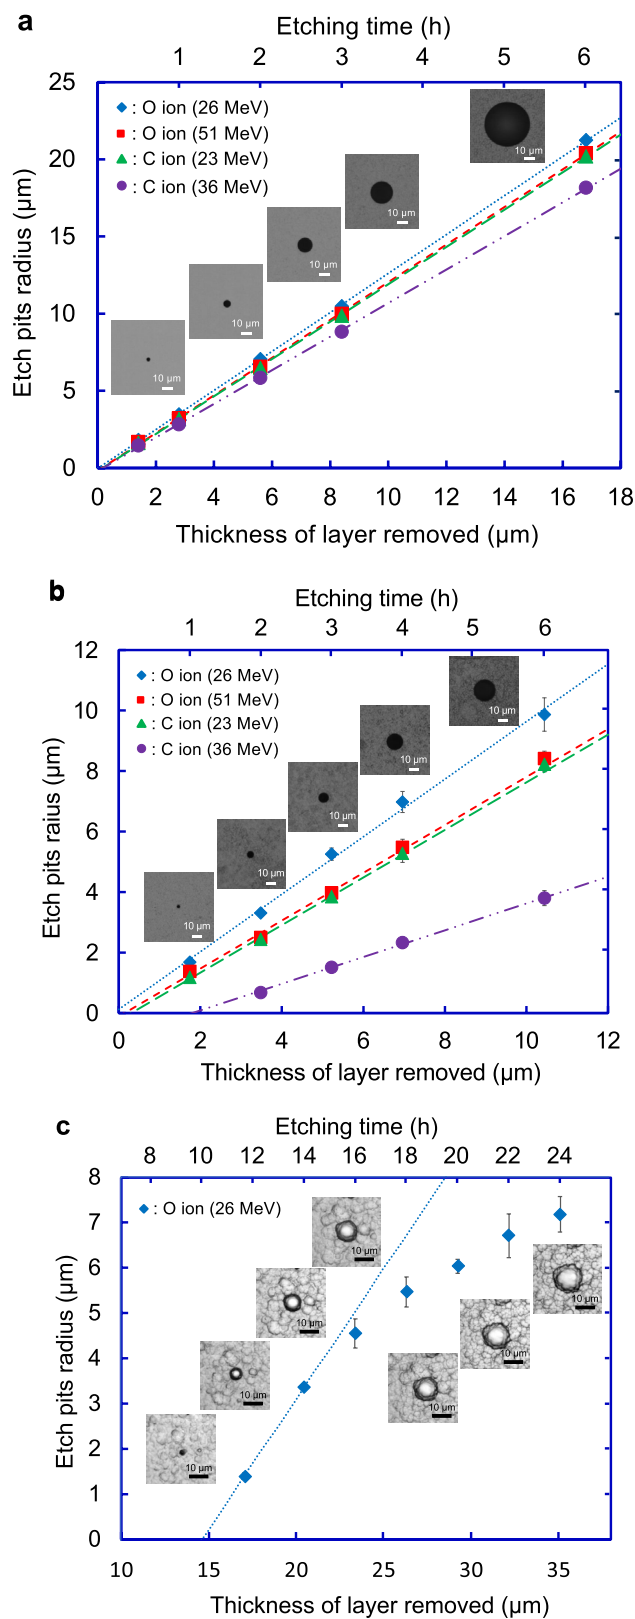 a
Etching time (h)
1 2 3 4 5 6
25
20
15
10
5
0
Etch pits radius (µm)
: O ion (26 MeV)
: O ion (51 MeV)
: C ion (23 MeV)
: C ion (36 MeV)
10 µm
10 µm
10 µm
10 µm
10 µm
0 2 4 6 8 10 12 14 16 18
Thickness of layer removed (µm)
b
Etching time (h)
1 2 3 4 5 6
12
10
8
6
4
2
0
Etch pits raius (µm)
: O ion (26 MeV)
: O ion (51 MeV)
: C ion (23 MeV)
: C ion (36 MeV)
10 µm
10 µm
10 µm
10 µm
10 µm
0 2 4 6 8 10 12
Thickness of layer removed (µm)
c
Etching time (h)
8 10 12 14 16 18 20 22 24
8
7
6
5
4
3
2
1
0
Etch pits radius (µm)
: O ion (26 MeV)
10 µm
10 µm
10 µm
10 µm
10 µm
10 µm
10 µm
10 15 20 25 30 35
Thickness of layer removed (µm)